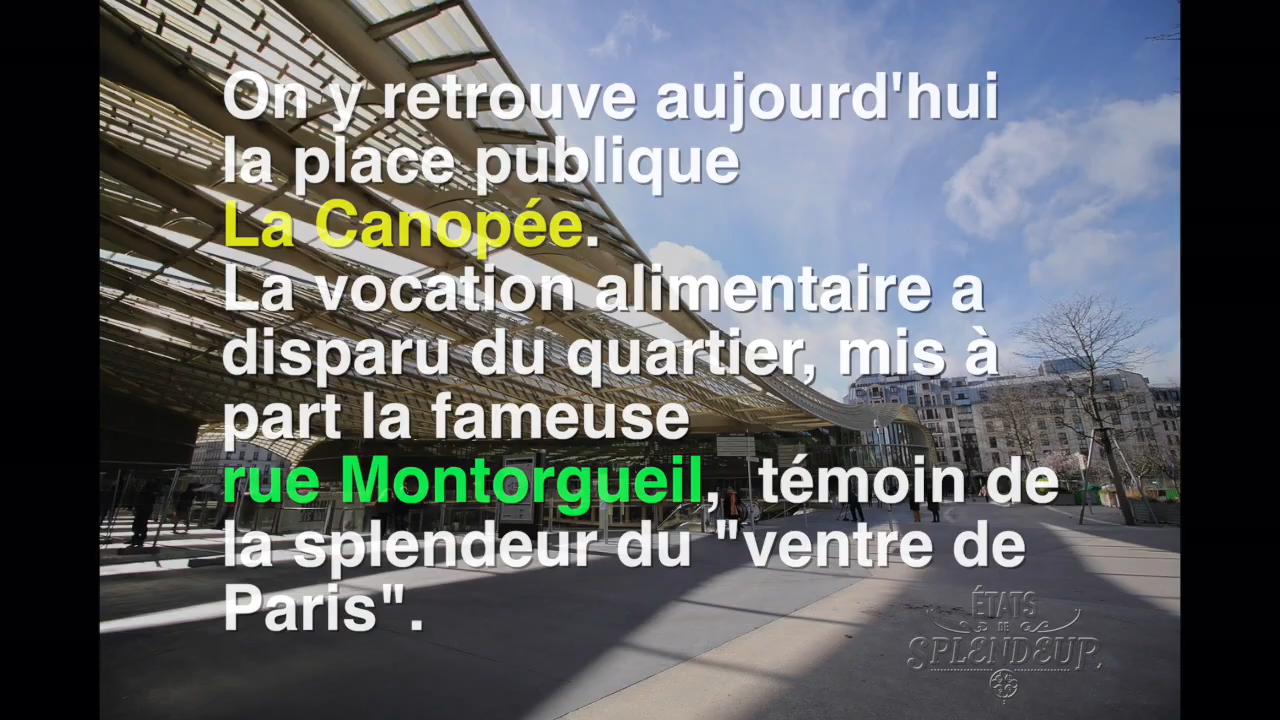 On y retrouve aujourd'hui
la place publique
La Canopée.
La vocation alimentaire a
disparu du quartier, mis à
part la fameuse
rue Montorgueil,  témoin de
la splendeur du "ventre de
Paris".
ÉTATS
DE
SPLENDEUR